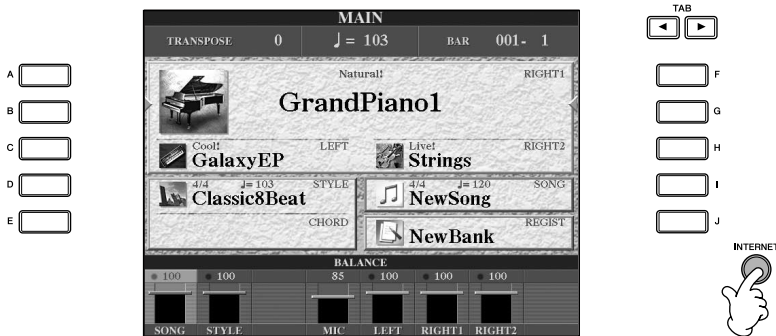 MAIN
TAB
TRANSPOSE 0 ♩= 103 BAR 001- 1
Natural! RIGHT1
GrandPiano1
Cool! LEFT
GalaxyEP
Live! RIGHT2
Strings
4/4 ♩= 103 STYLE
Classic8Beat
CHORD
4/4 ♩= 120 SONG
NewSong
REGIST
NewBank
BALANCE
100 100 85 100 100 100
SONG STYLE MIC LEFT RIGHT1 RIGHT2
A
B
C
D
E
F
G
H
I
J
INTERNET